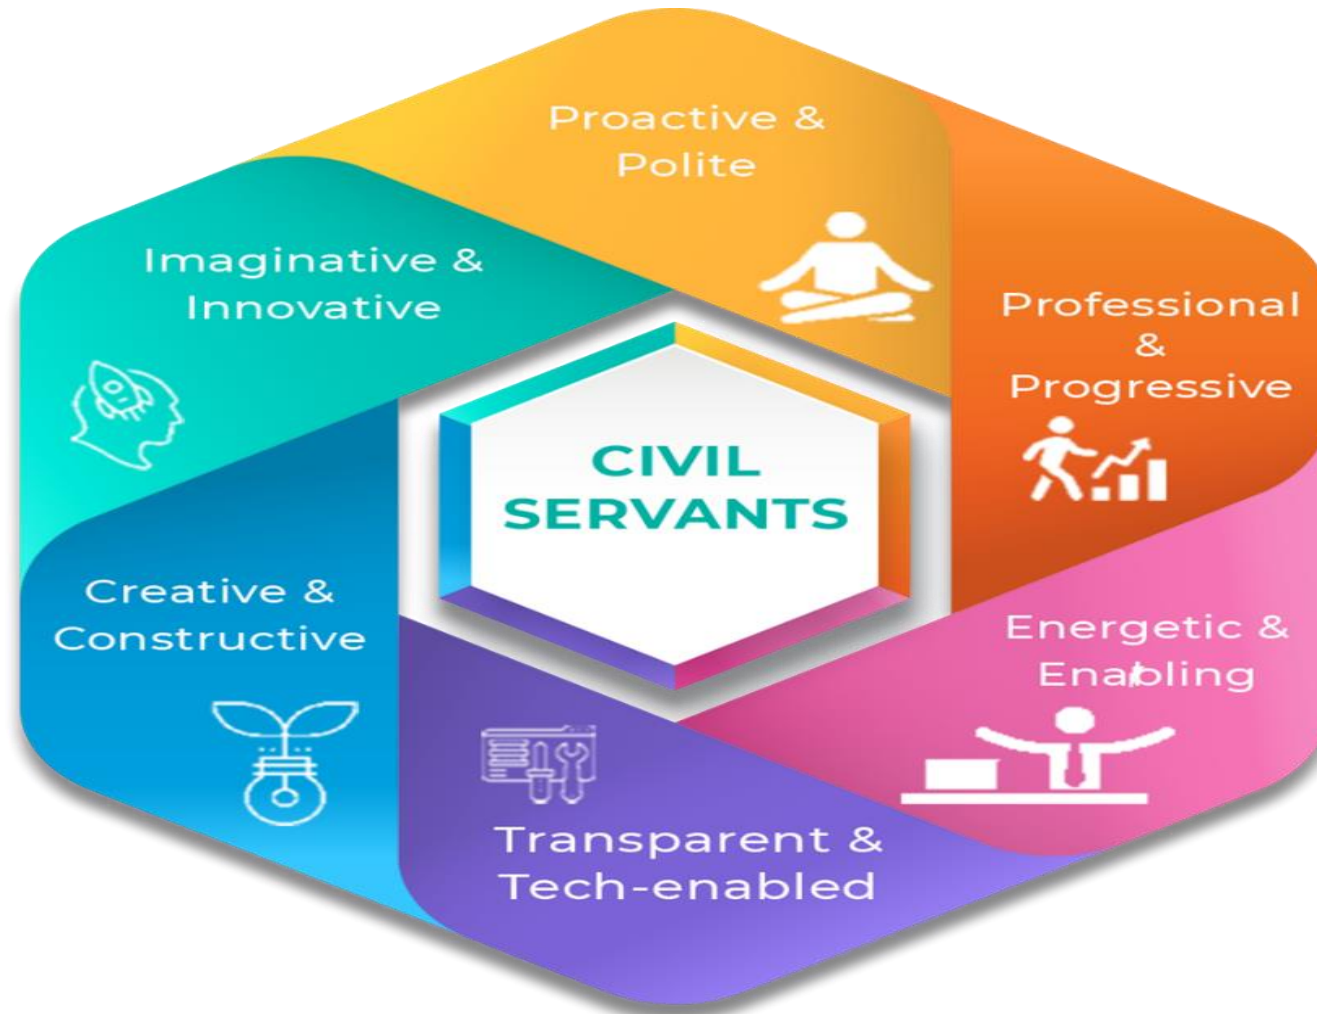 Proactive &
Polite
Imaginative &
Innovative
Professional
&
Progressive
CIVIL
SERVANTS
Creative &
Constructive
Energetic &
Enabling
Transparent &
Tech-enabled